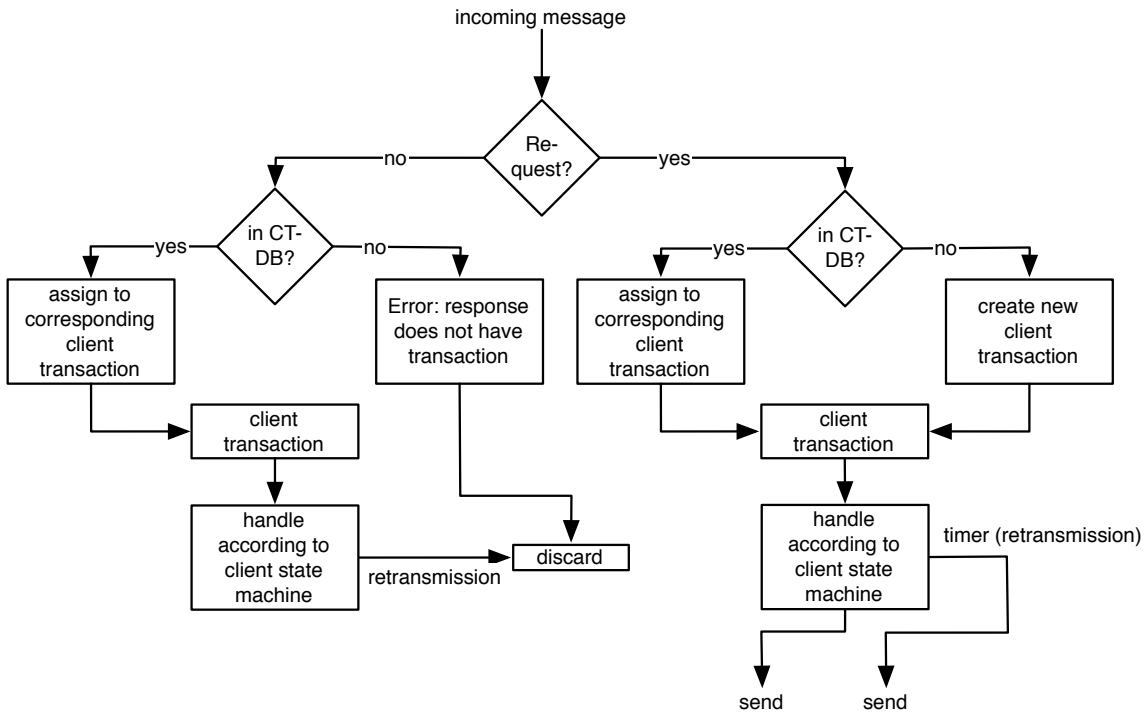 incoming message
Re-
quest?
no
yes
in CT-
DB?
yes
no
in CT-
DB?
yes
no
assign to
corresponding
client
transaction
Error: response
does not have
transaction
assign to
corresponding
client
transaction
create new
client
transaction
client
transaction
client
transaction
handle
according to
client state
machine
retransmission
discard
handle
according to
client state
machine
timer (retransmission)
send
send